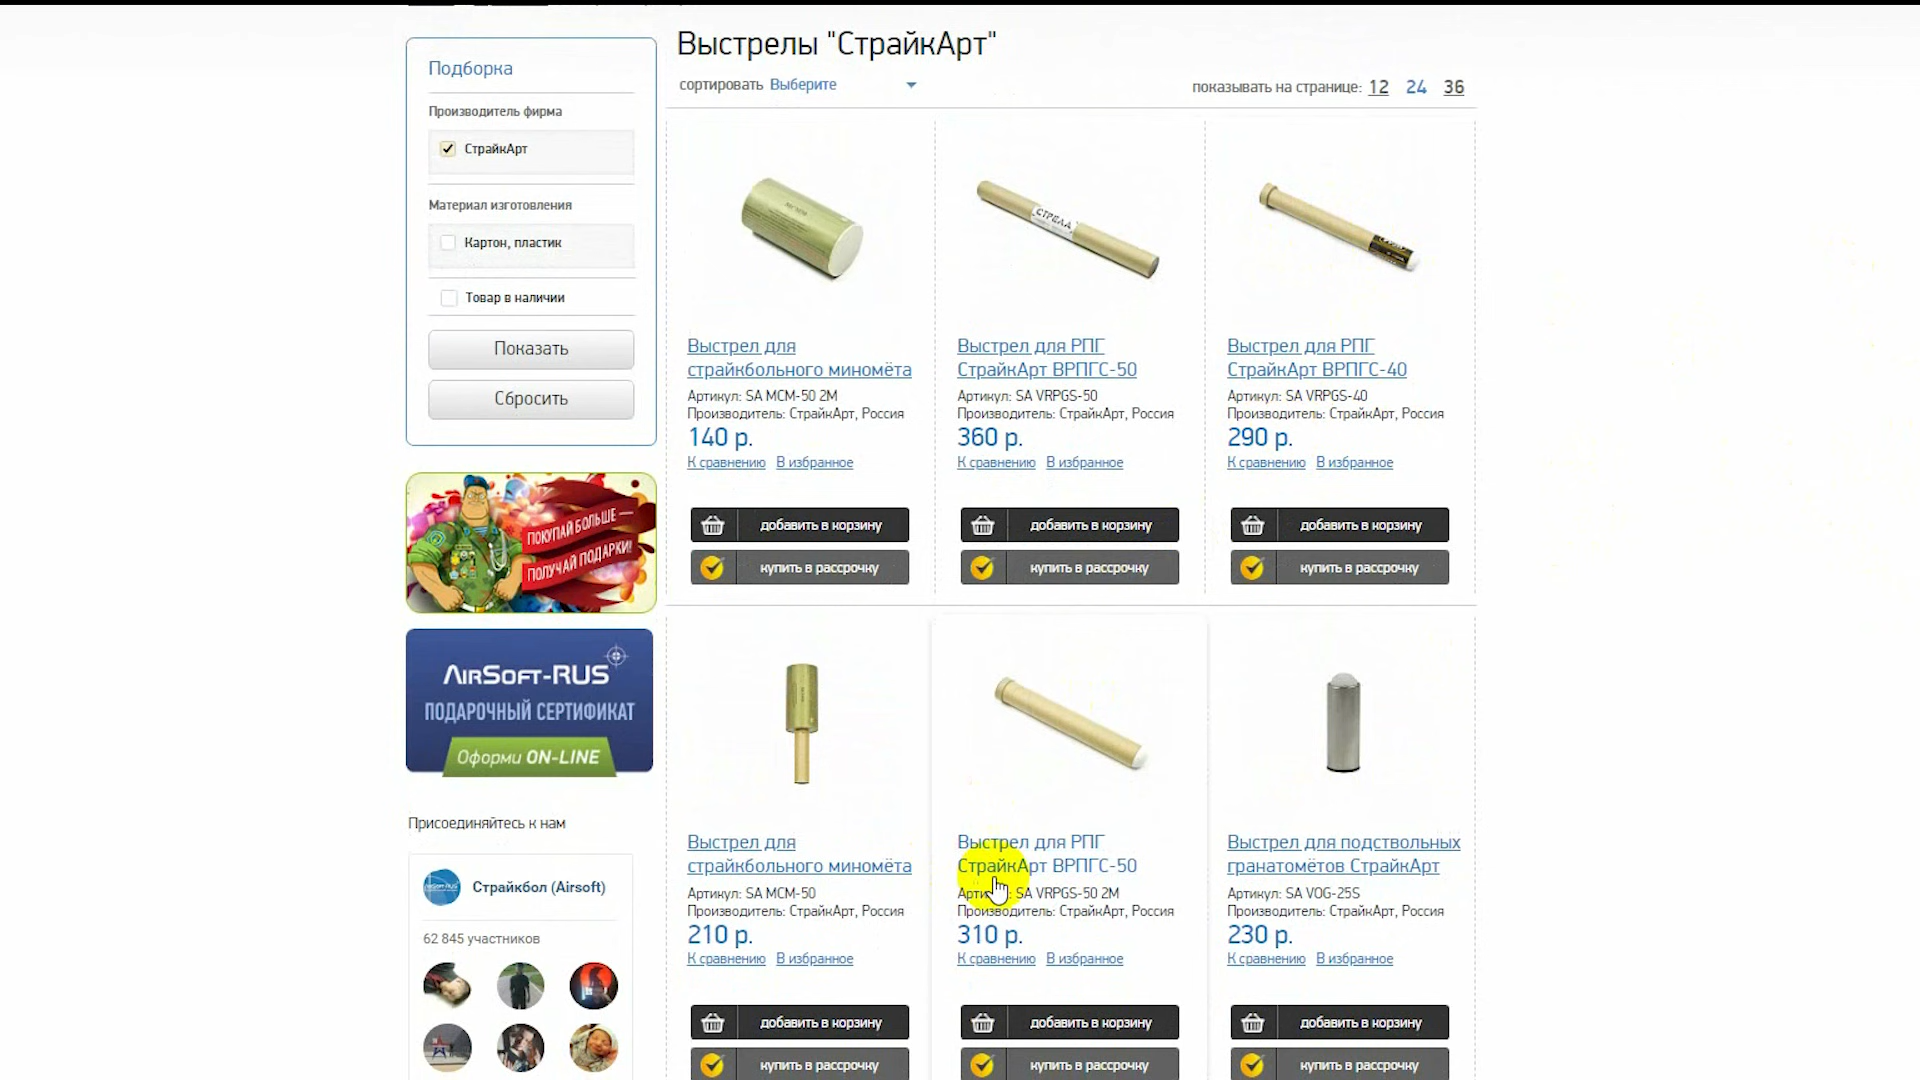 Подборка
Производитель фирма
СтрайкАрт
Материал изготовления
Картон, пластик
Товар в наличии
Показать
Сбросить
ПОКУПАЙ БОЛЬШЕ —
ПОЛУЧАЙ ПОДАРКИ!
AIRSOFT-RUS
ПОДАРОЧНЫЙ СЕРТИФИКАТ
Оформи ON-LINE
Присоединяйтесь к нам
Страйкбол (Airsoft)
62 845 участников
Выстрелы "СтрайкАрт"
сортировать Выберите
показывать на странице: 12 24 36
СТРЕЛА
Выстрел для
страйкбольного миномёта
Артикул: SA MCM-50 2M
Производитель: СтрайкАрт, Россия
140 р.
К сравнению В избранное
добавить в корзину
купить в рассрочку
Выстрел для РПГ
СтрайкАрт ВРПГС-50
Артикул: SA VRPGS-50
Производитель: СтрайкАрт, Россия
360 р.
К сравнению В избранное
добавить в корзину
купить в рассрочку
Выстрел для РПГ
СтрайкАрт ВРПГС-40
Артикул: SA VRPGS-40
Производитель: СтрайкАрт, Россия
290 р.
К сравнению В избранное
добавить в корзину
купить в рассрочку
Выстрел для
страйкбольного миномёта
Артикул: SA MCM-50
Производитель: СтрайкАрт, Россия
210 р.
К сравнению В избранное
добавить в корзину
купить в рассрочку
Выстрел для РПГ
СтрайкАрт ВРПГС-50
Артикул: SA VRPGS-50 2M
Производитель: СтрайкАрт, Россия
310 р.
К сравнению В избранное
добавить в корзину
купить в рассрочку
Выстрел для подствольных
гранатомётов СтрайкАрт
Артикул: SA VOG-25S
Производитель: СтрайкАрт, Россия
230 р.
К сравнению В избранное
добавить в корзину
купить в рассрочку